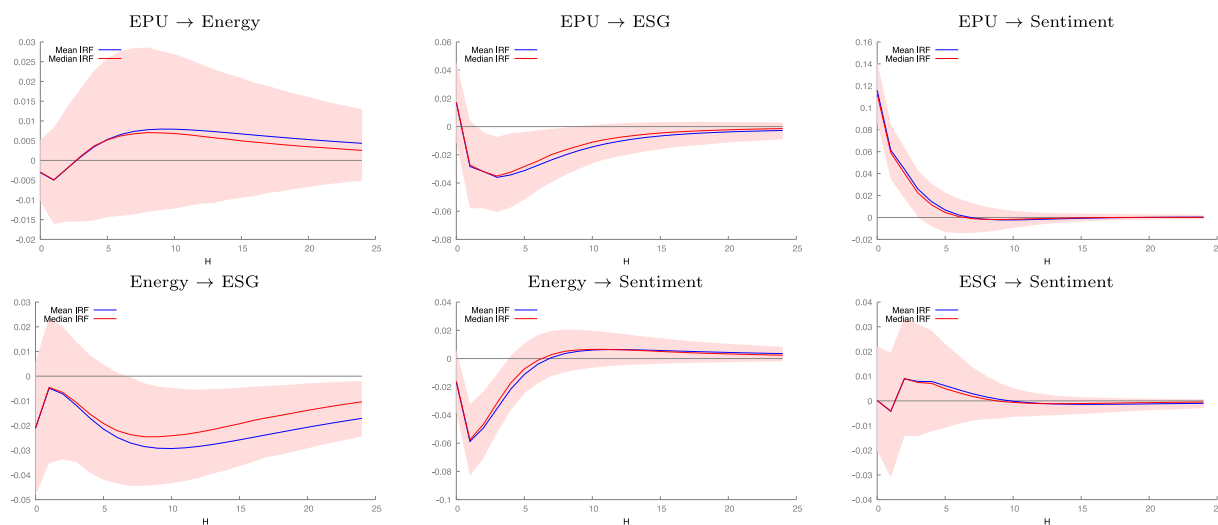 EPU → Energy
0.03
0.025
0.02
0.015
0.01
0.005
0
-0.005
-0.01
-0.015
-0.02
Mean IRF
Median IRF
0 5 10 15 20 25
H
EPU → ESG
0.06
0.04
0.02
0
-0.02
-0.04
-0.06
-0.08
Mean IRF
Median IRF
0 5 10 15 20 25
H
EPU → Sentiment
0.16
0.14
0.12
0.1
0.08
0.06
0.04
0.02
0
-0.02
Mean IRF
Median IRF
0 5 10 15 20
H
Energy → ESG
0.03
0.02
0.01
0
-0.01
-0.02
-0.03
-0.04
-0.05
Mean IRF
Median IRF
0 5 10 15 20 25
H
Energy → Sentiment
0.04
0.02
0
-0.02
-0.04
-0.06
-0.08
-0.1
Mean IRF
Median IRF
0 5 10 15 20 25
H
ESG → Sentiment
0.04
0.03
0.02
0.01
0
-0.01
-0.02
-0.03
-0.04
Mean IRF
Median IRF
0 5 10 15 20
H